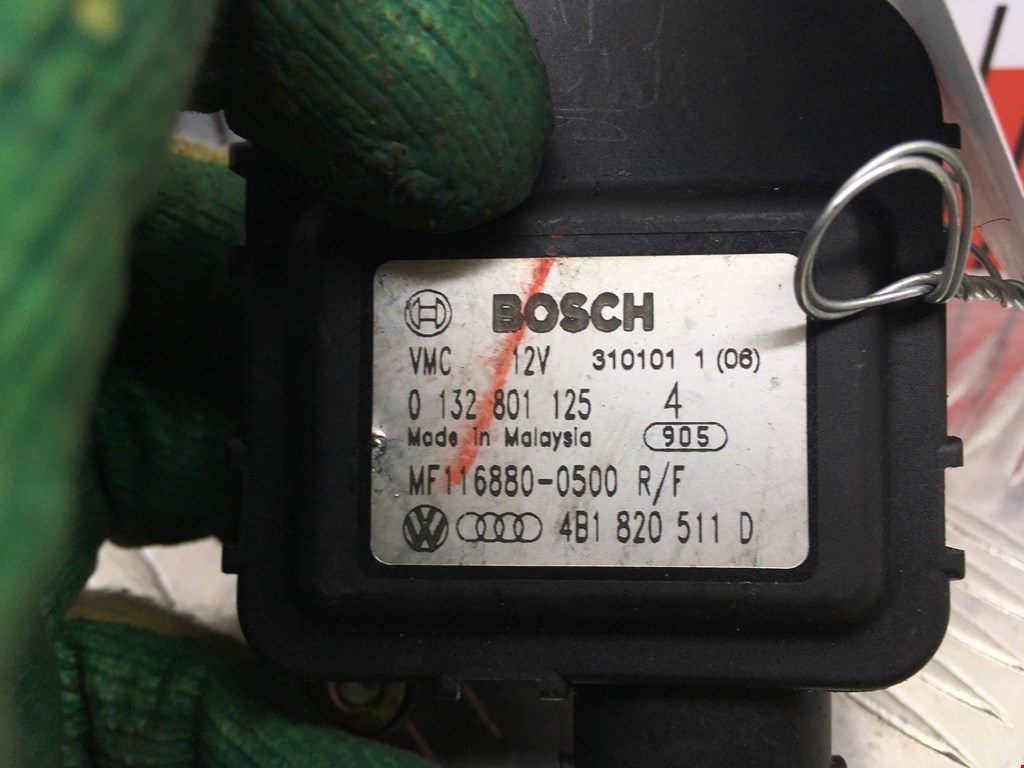 BOSCH
VMC 12V 310101 1 (06)
0 132 801 125 4
Made in Malaysia 905
MF116880-0500 R/F
VW 4B1 820 511 D